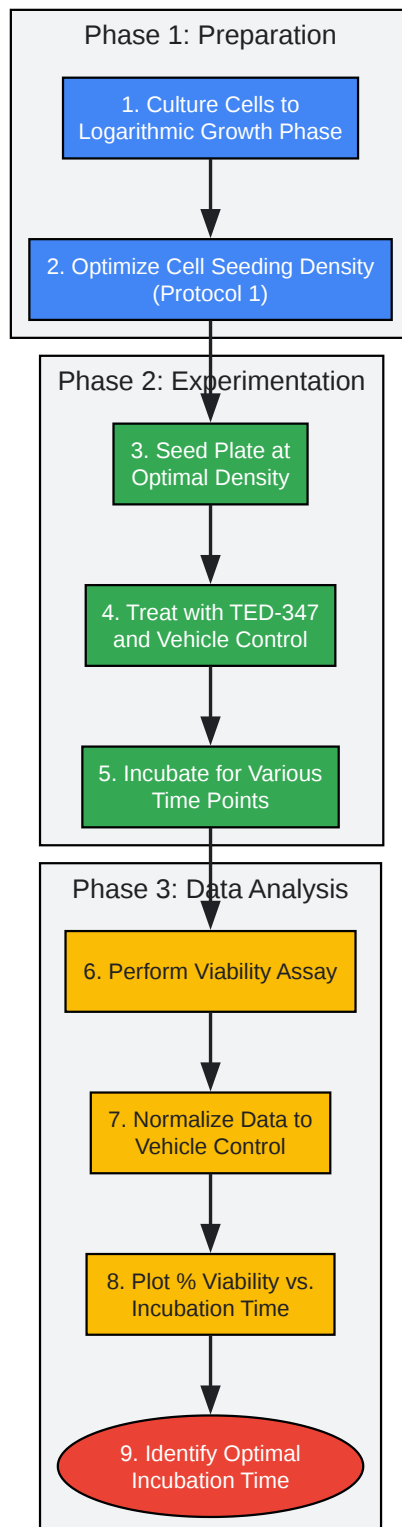 Phase 1: Preparation
1. Culture Cells to
Logarithmic Growth Phase
2. Optimize Cell Seeding Density
(Protocol 1)
Phase 2: Experimentation
3. Seed Plate at
Optimal Density
4. Treat with TED-347
and Vehicle Control
5. Incubate for Various
Time Points
Phase 3: Data Analysis
6. Perform Viability Assay
7. Normalize Data to
Vehicle Control
8. Plot % Viability vs.
Incubation Time
9. Identify Optimal
Incubation Time